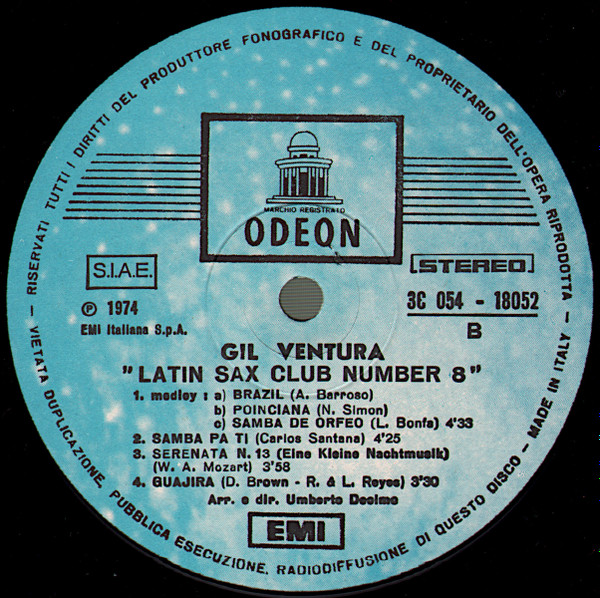 RISERVATI TUTTI I DIRITTI DEL PRODUTTORE FONOGRAFICO E DEL PROPRIETARIO DELL'OPERA RIPRODOTTA
MARCHIO REGISTRATO
ODEON
S.I.A.E.
STEREO
Ⓟ 1974
3C 054 - 18052
EMI Italiana S.p.A.
B
GIL VENTURA
"LATIN SAX CLUB NUMBER 8"
1. medley : a) BRAZIL (A. Barroso)
b) POINCIANA (N. Simon)
c) SAMBA DE ORFEO (L. Bonfa) 4'33
2. SAMBA PA TI (Carlos Santana) 4'25
3. SERENATA N. 13 (Eine Kleine Nachtmusik)
(W. A. Mozart) 3'58
4. GUAJIRA (D. Brown - R. & L. Reyes) 3'30
Arr. e dir. Umberto Decimo
EMI
- VIETATA DUPLICAZIONE, PUBBLICA ESECUZIONE, RADIODIFFUSIONE DI QUESTO DISCO - MADE IN ITALY -